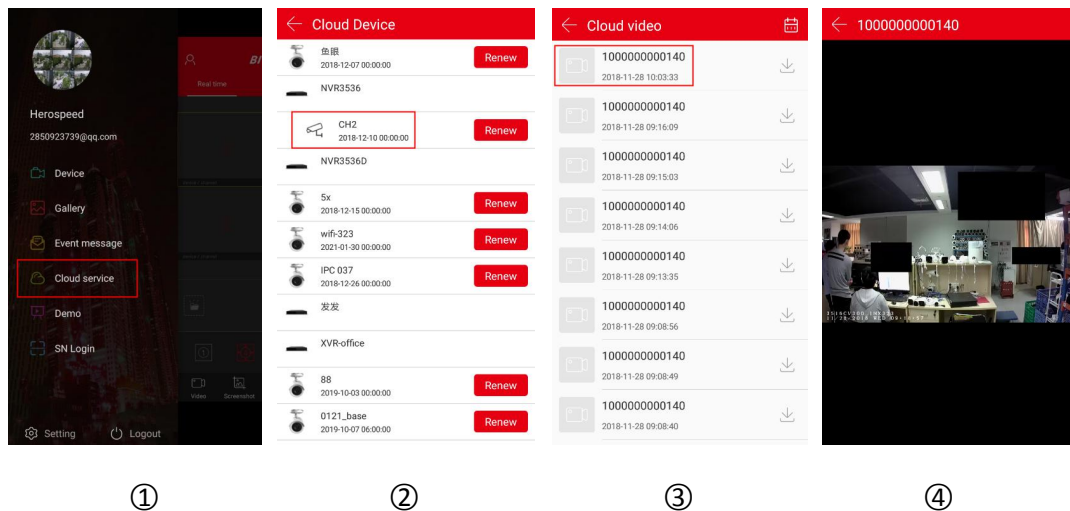 BI
Real time
Herospeed
2850923739@qq.com
Device
Gallery
Event message
Cloud service
Demo
SN Login
Video
Screenshot
Setting
Logout
Cloud Device
鱼眼
2018-12-07 00:00:00
Renew
NVR3536
CH2
2018-12-10 00:00:00
Renew
NVR3536D
5x
2018-12-15 00:00:00
Renew
wifi-323
2021-01-30 00:00:00
Renew
IPC 037
2018-12-26 00:00:00
Renew
发发
XVR-office
88
2019-10-03 00:00:00
Renew
0121_base
2019-10-07 06:00:00
Renew
Cloud video
1000000000140
2018-11-28 10:03:33
1000000000140
2018-11-28 09:16:09
1000000000140
2018-11-28 09:15:03
1000000000140
2018-11-28 09:14:06
1000000000140
2018-11-28 09:13:35
1000000000140
2018-11-28 09:08:56
1000000000140
2018-11-28 09:08:49
1000000000140
2018-11-28 09:08:40
1000000000140
①
②
③
④